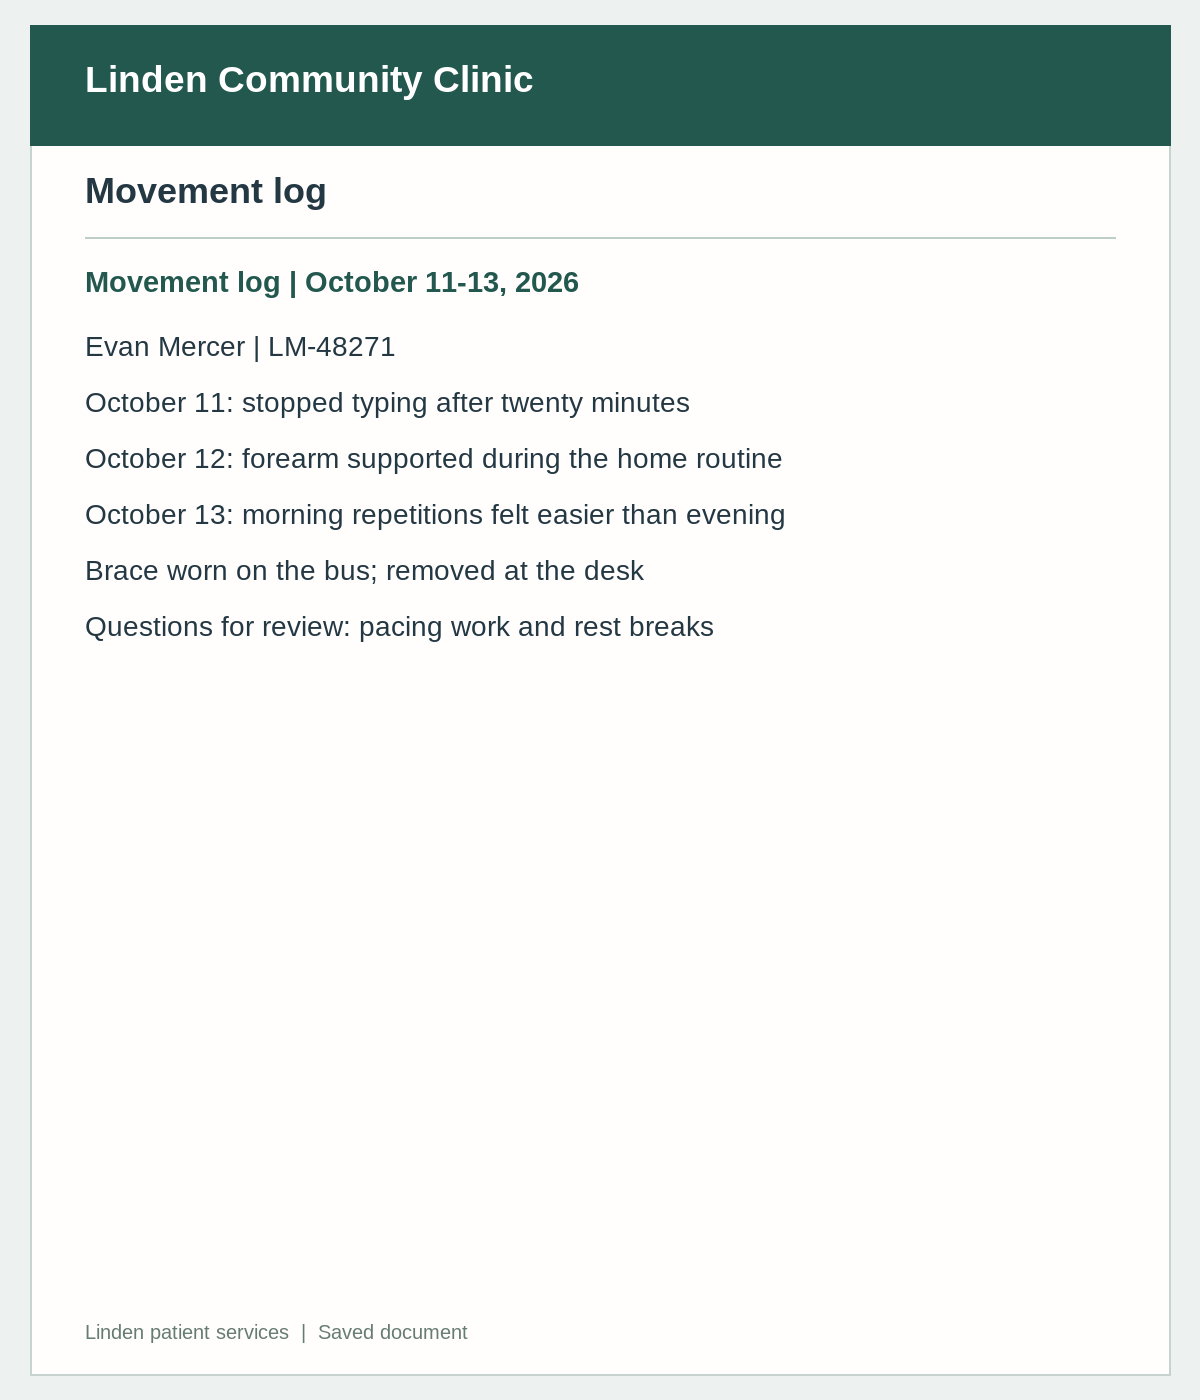 Linden Community Clinic
Movement log
Movement log | October 11-13, 2026
Evan Mercer | LM-48271
October 11: stopped typing after twenty minutes
October 12: forearm supported during the home routine
October 13: morning repetitions felt easier than evening
Brace worn on the bus; removed at the desk
Questions for review: pacing work and rest breaks
Linden patient services | Saved document